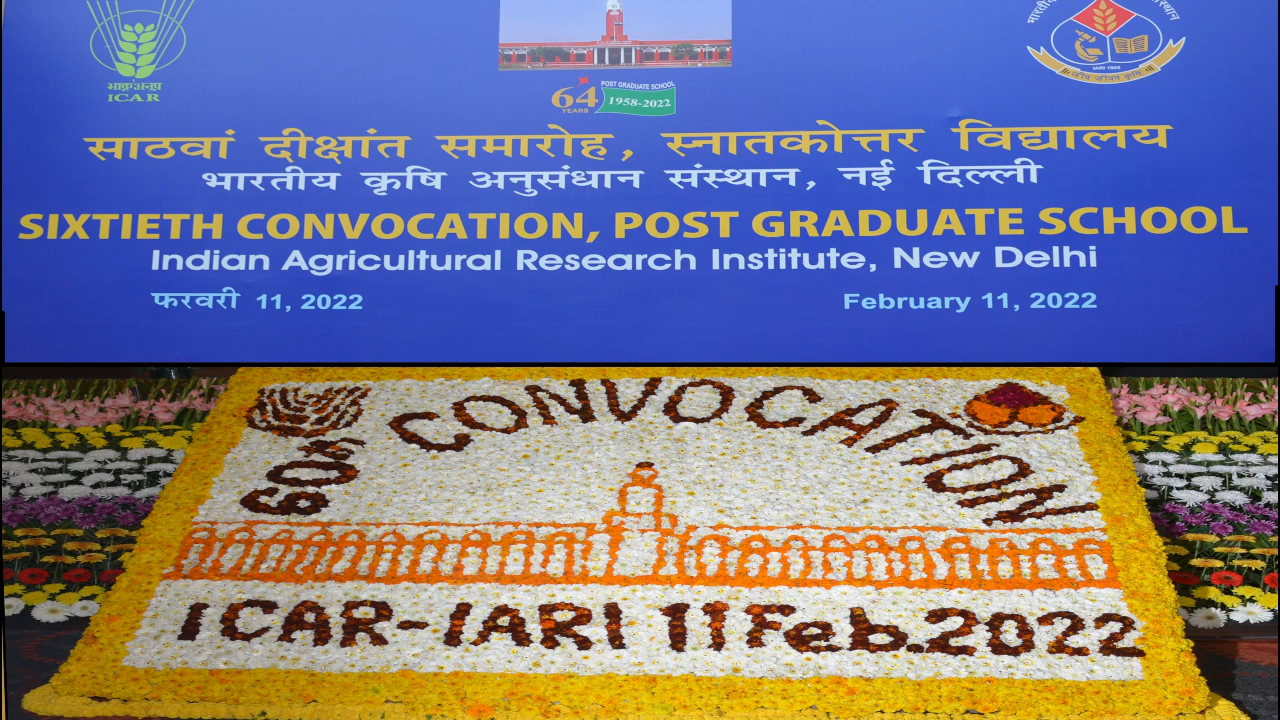 भाकृअनुप
ICAR
64
YEARS
POST GRADUATE SCHOOL
1958-2022
IARI 1905
साठवां दीक्षांत समारोह, स्नातकोत्तर विद्यालय
भारतीय कृषि अनुसंधान संस्थान, नई दिल्ली
SIXTIETH CONVOCATION, POST GRADUATE SCHOOL
Indian Agricultural Research Institute, New Delhi
फरवरी 11, 2022
February 11, 2022
60th CONVOCATION
ICAR-IARI 11 Feb.2022